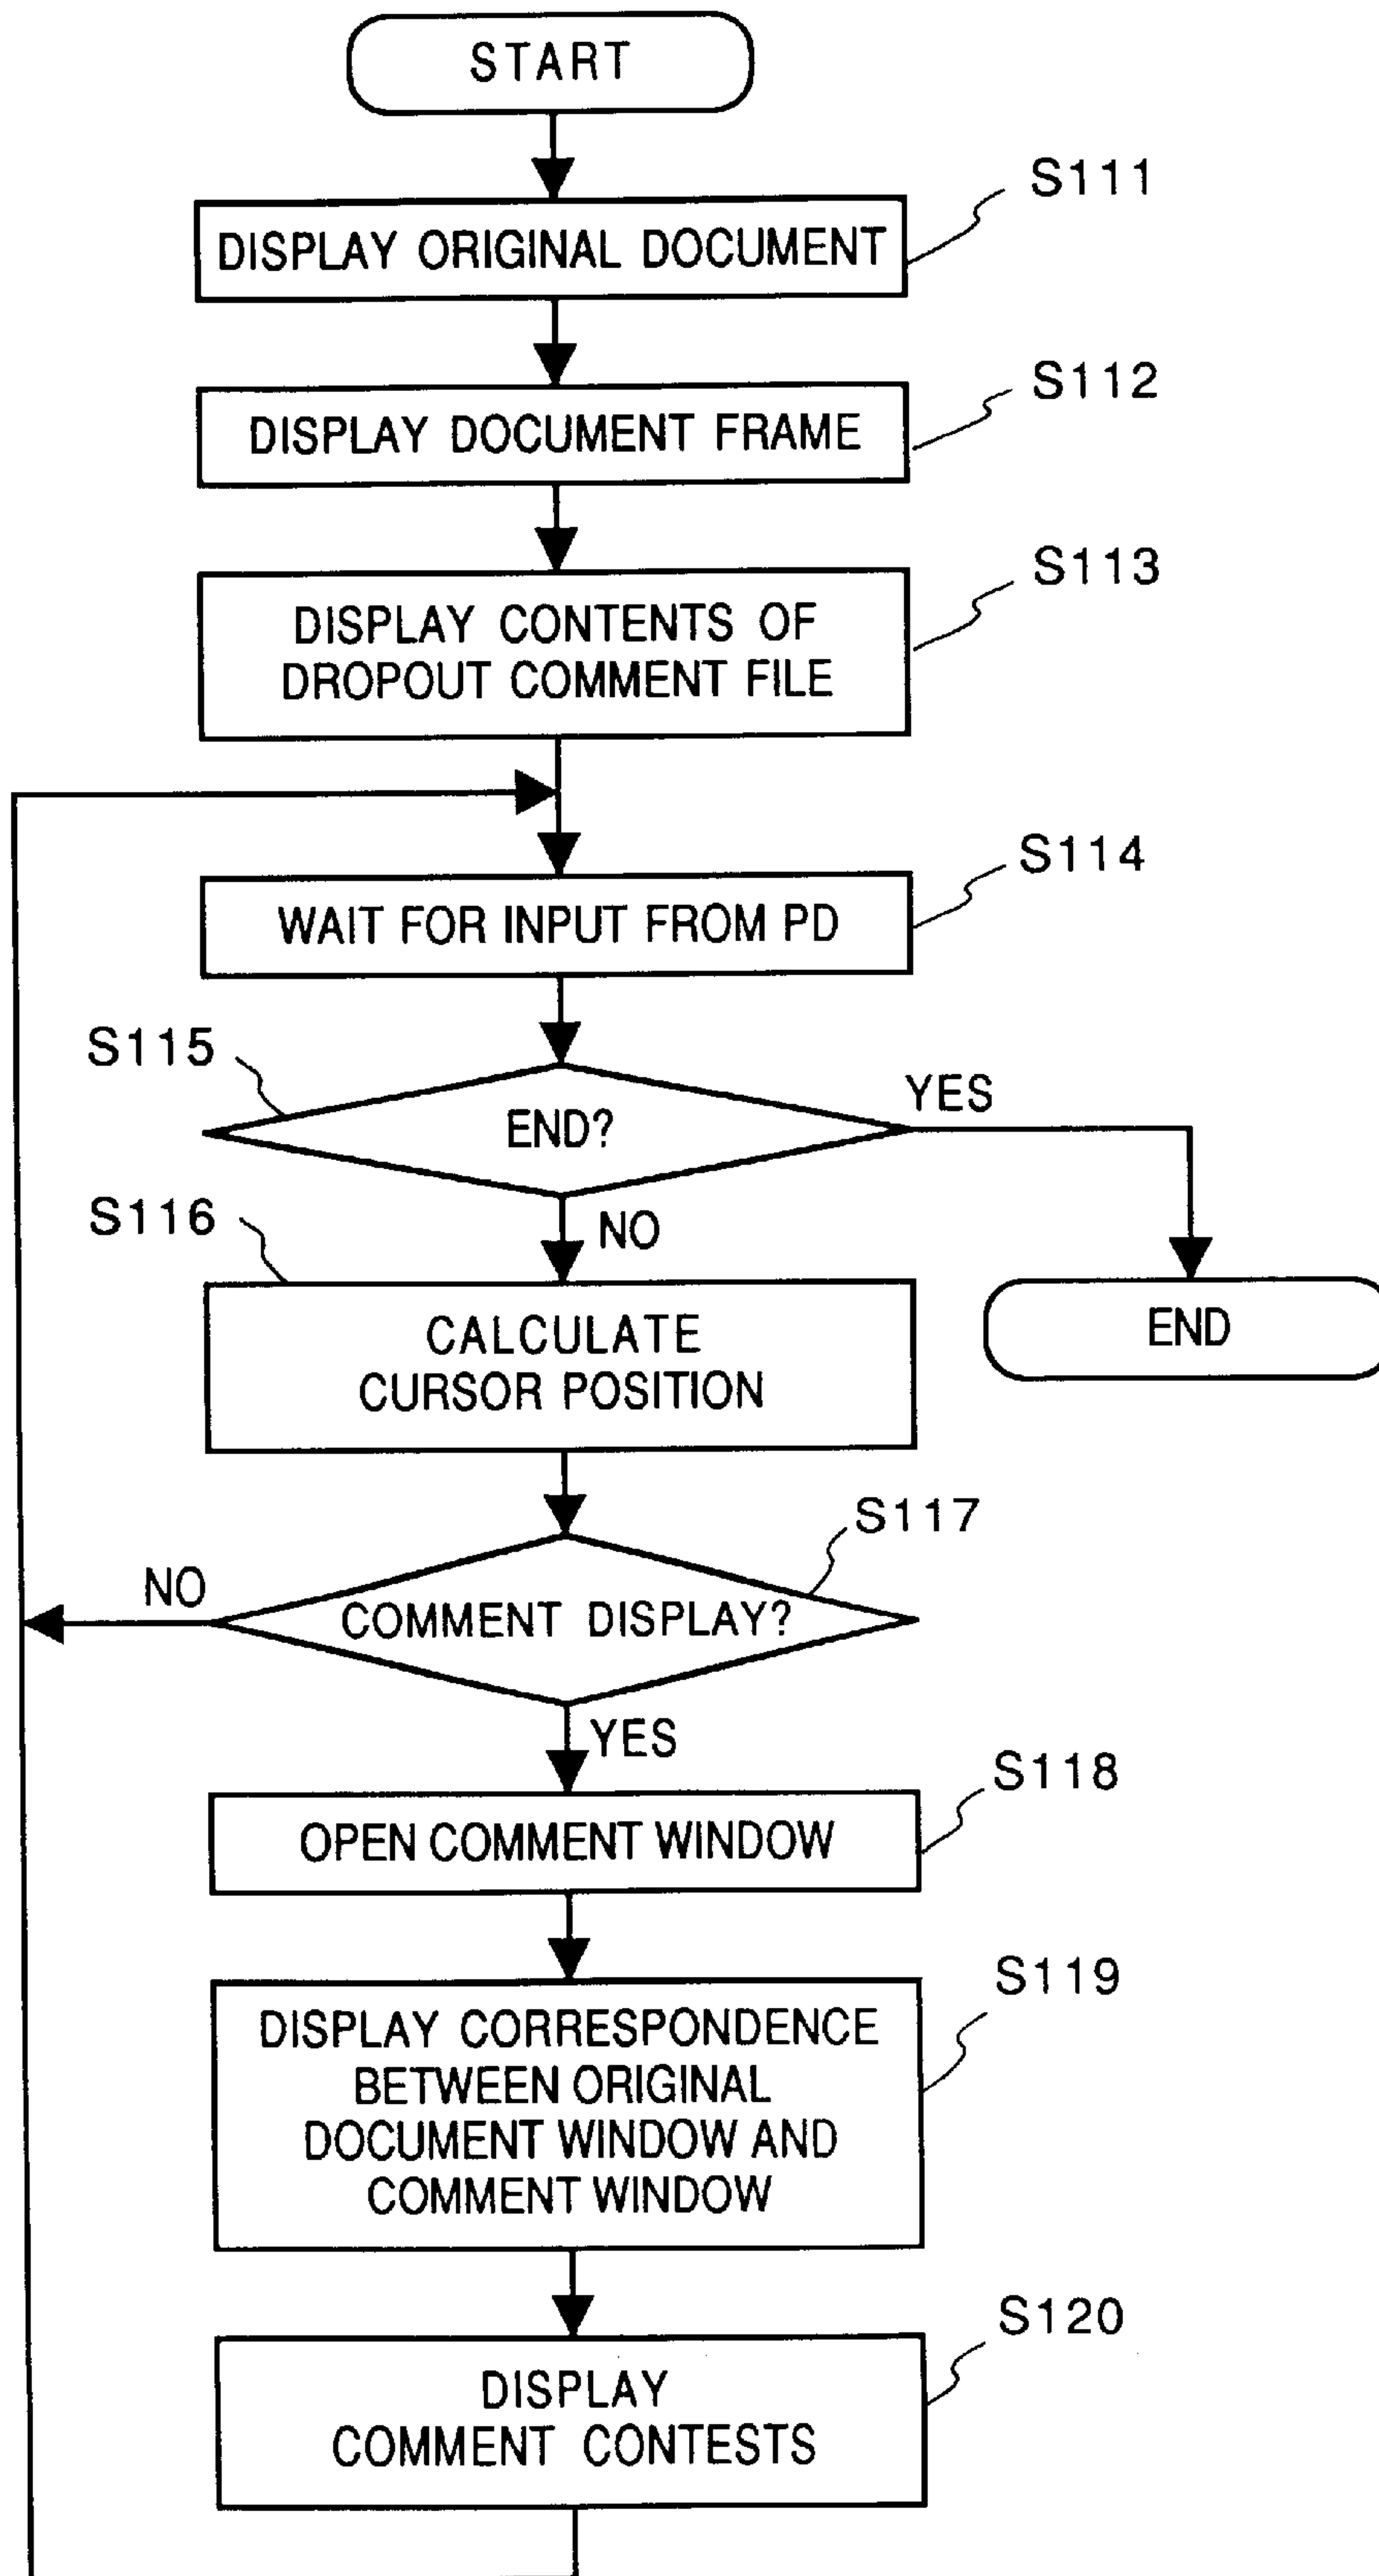 START
S111
DISPLAY ORIGINAL DOCUMENT
S112
DISPLAY DOCUMENT FRAME
S113
DISPLAY CONTENTS OF
DROPOUT COMMENT FILE
S114
WAIT FOR INPUT FROM PD
S115
END?
YES
NO
S116
CALCULATE
CURSOR POSITION
END
S117
COMMENT DISPLAY?
NO
YES
S118
OPEN COMMENT WINDOW
S119
DISPLAY CORRESPONDENCE
BETWEEN ORIGINAL
DOCUMENT WINDOW AND
COMMENT WINDOW
S120
DISPLAY
COMMENT CONTESTS